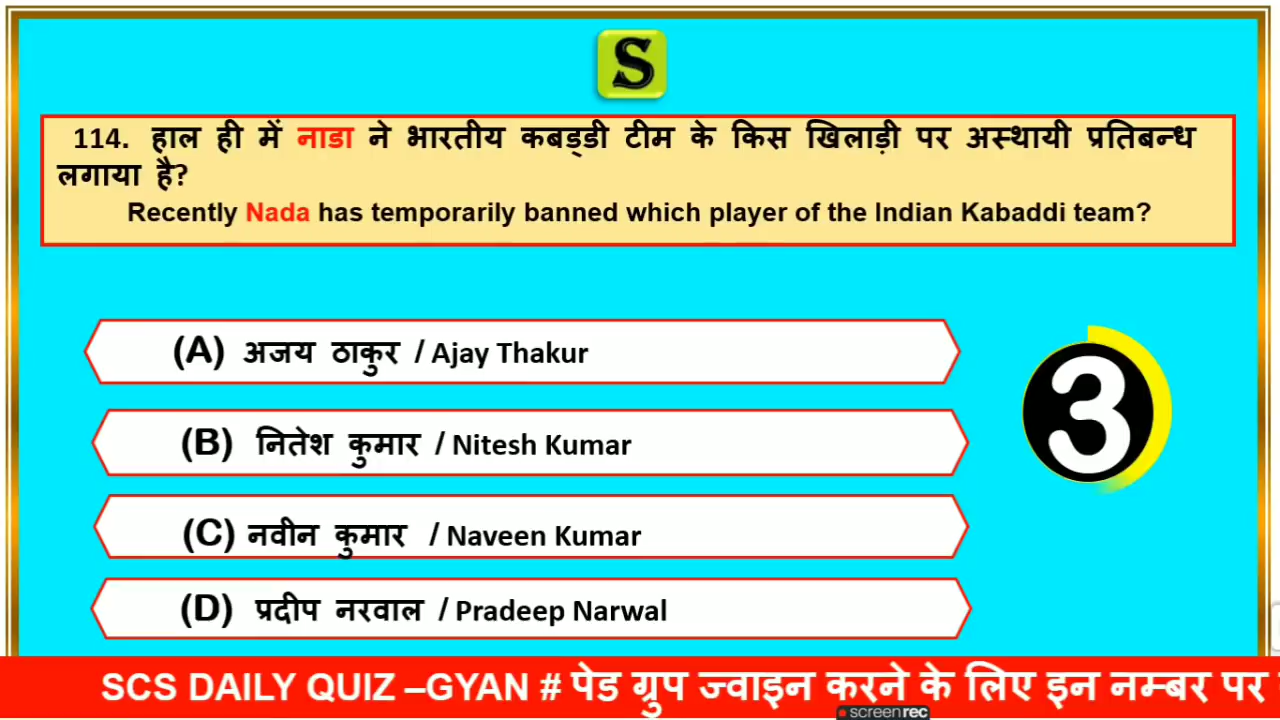 S
114. हाल ही में नाडा ने भारतीय कबड्डी टीम के किस खिलाड़ी पर अस्थायी प्रतिबन्ध
लगाया है?
Recently Nada has temporarily banned which player of the Indian Kabaddi team?
(A) अजय ठाकुर / Ajay Thakur
3
(B) नितेश कुमार / Nitesh Kumar
(C) नवीन कुमार / Naveen Kumar
(D) प्रदीप नरवाल / Pradeep Narwal
SCS DAILY QUIZ –GYAN # पेड ग्रुप ज्वाइन करने के लिए इन नम्बर पर
screenrec